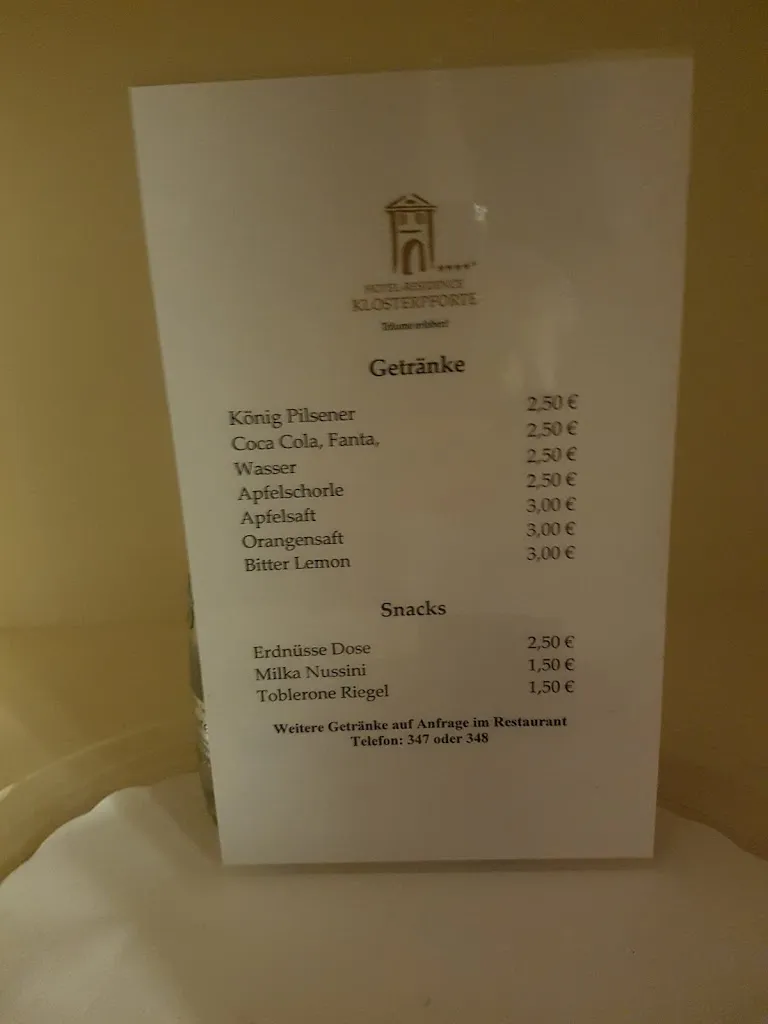 HOTEL-RESIDENCE
KLOSTERPFORTE
Getränke
König Pilsener 2,50 €
Coca Cola, Fanta, 2,50 €
Wasser 2,50 €
Apfelschorle 2,50 €
Apfelsaft 3,00 €
Orangensaft 3,00 €
Bitter Lemon 3,00 €
Snacks
Erdnüsse Dose 2,50 €
Milka Nussini 1,50 €
Toblerone Riegel 1,50 €
Weitere Getränke auf Anfrage im Restaurant
Telefon: 347 oder 348